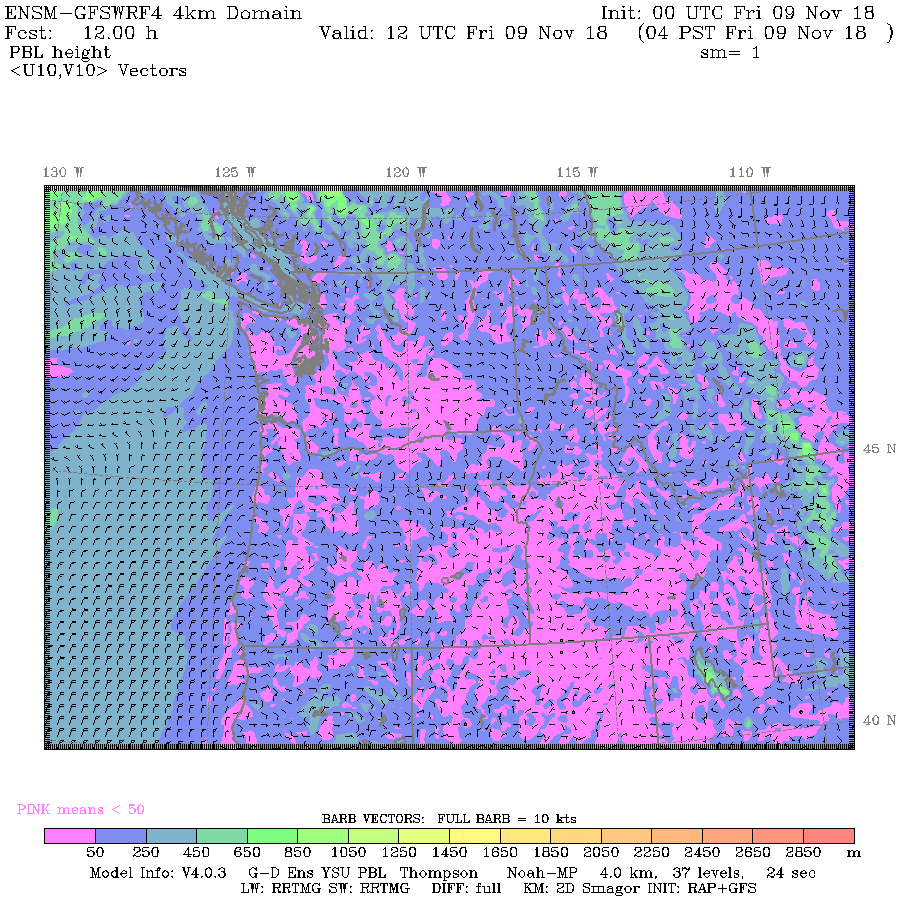 ENSM-GFSWRF4 4km Domain Init: 00 UTC Fri 09 Nov 18
Fcst: 12.00 h Valid: 12 UTC Fri 09 Nov 18 (04 PST Fri 09 Nov 18 )
PBL height sm= 1
<U10,V10> Vectors
130 W 125 W 120 W 115 W 110 W
45 N
40 N
PINK means < 50
BARB VECTORS: FULL BARB = 10 kts
50 250 450 650 850 1050 1250 1450 1650 1850 2050 2250 2450 2650 2850 m
Model Info: V4.0.3 G-D Ens YSU PBL Thompson Noah-MP 4.0 km, 37 levels, 24 sec
LW: RRTMG SW: RRTMG DIFF: full KM: 2D Smagor INIT: RAP+GFS